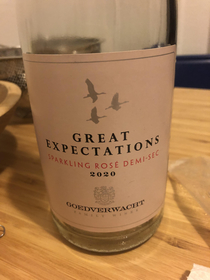 GREAT
EXPECTATIONS
SPARKLING ROSÉ DEMI-SEC
2020
GOEDVERWACHT